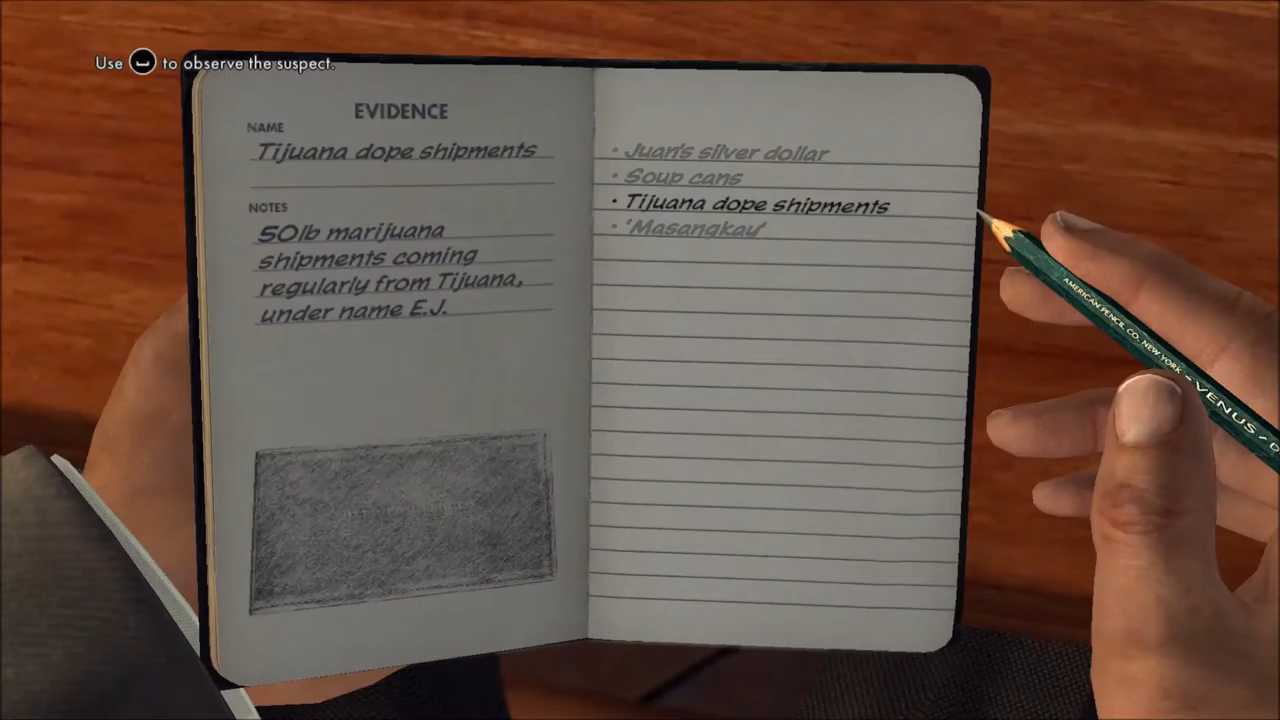 Use to observe the suspect.
EVIDENCE
NAME
Tijuana dope shipments
NOTES
50lb marijuana
shipments coming
regularly from Tijuana,
under name E.J.
• Juan's silver dollar
• Soup cans
• Tijuana dope shipments
• 'Masangkay'
AMERICAN PENCIL CO. NEW YORK - VENUS / D